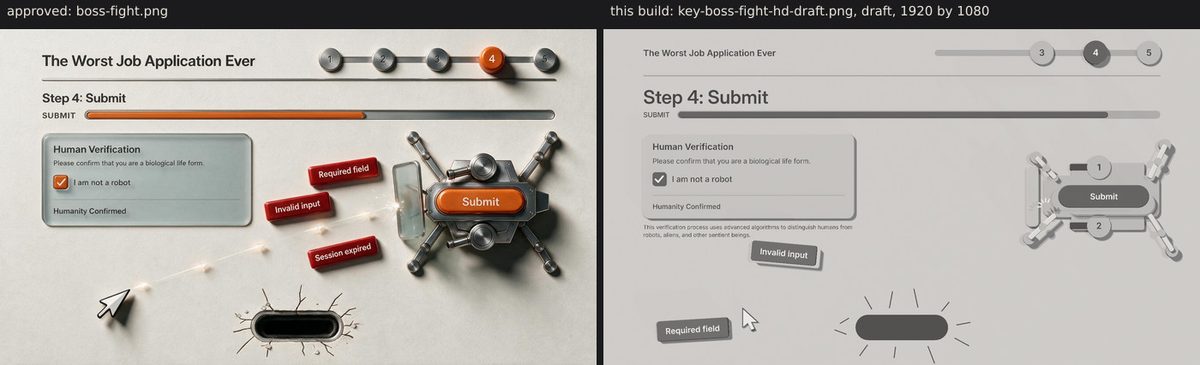 approved: boss-fight.png
The Worst Job Application Ever
1 2 3 4 5
Step 4: Submit
SUBMIT
Human Verification
Please confirm that you are a biological life form.
I am not a robot
Humanity Confirmed
Required field
Invalid input
Session expired
Submit
this build: key-boss-fight-hd-draft.png, draft, 1920 by 1080
The Worst Job Application Ever
3 4 5
Step 4: Submit
SUBMIT
Human Verification
Please confirm that you are a biological life form.
I am not a robot
Humanity Confirmed
This verification process uses advanced algorithms to distinguish humans from
robots, aliens, and other sentient beings.
Invalid input
Required field
1
Submit
2